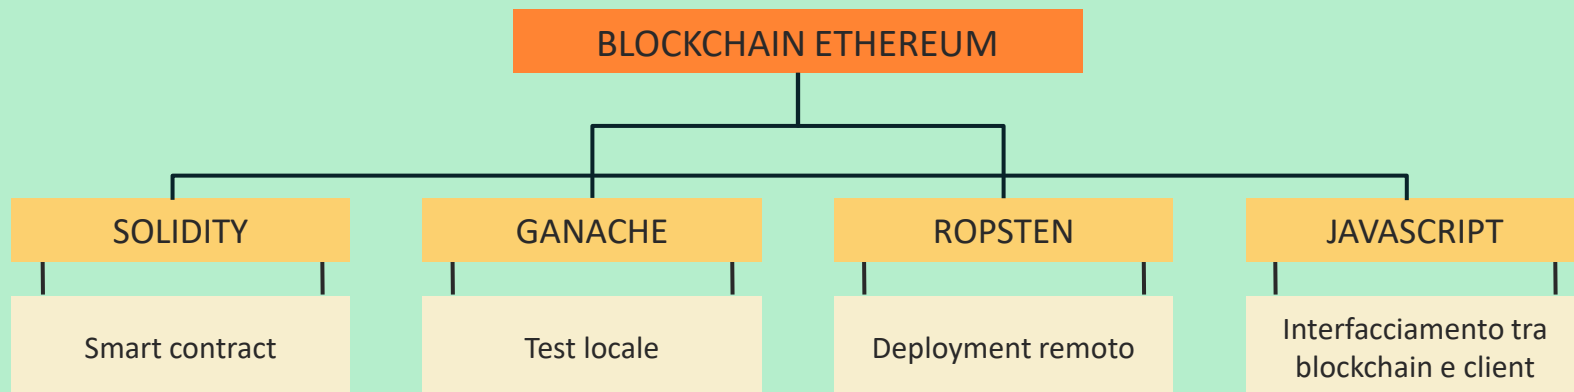 BLOCKCHAIN ETHEREUM
SOLIDITY
GANACHE
ROPSTEN
JAVASCRIPT
Smart contract
Test locale
Deployment remoto
Interfacciamento tra
blockchain e client